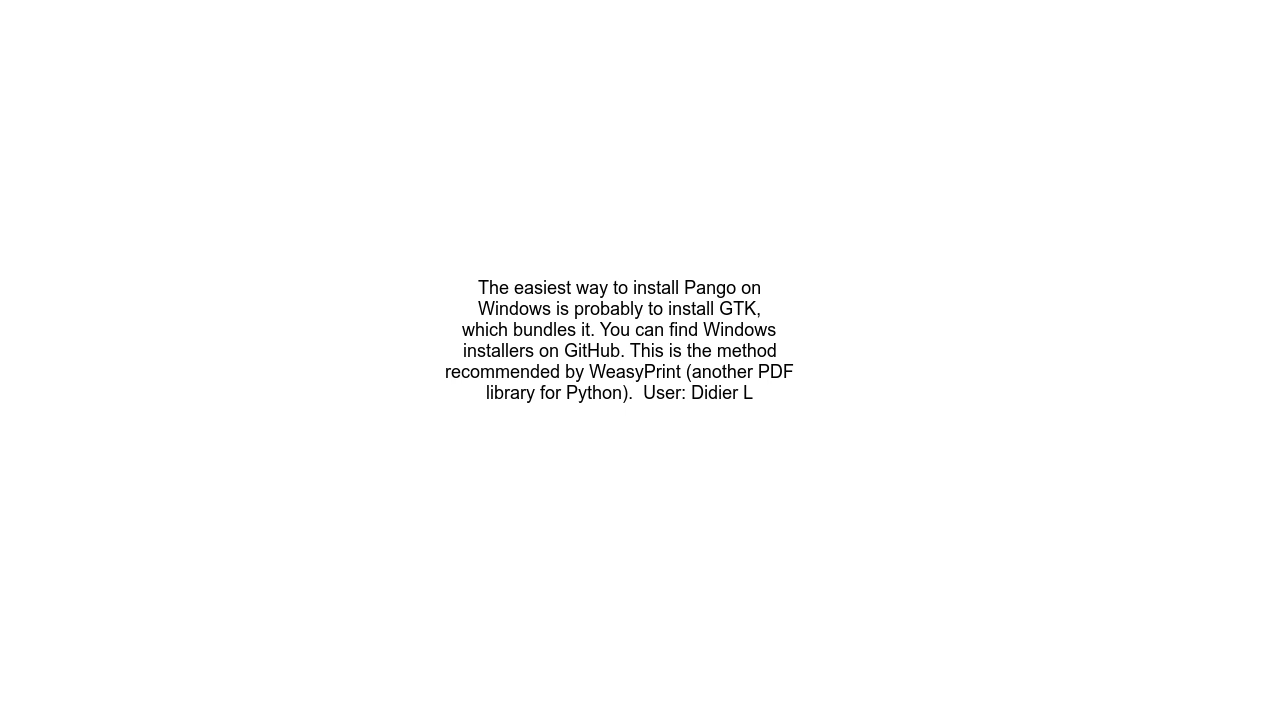 The easiest way to install Pango on
Windows is probably to install GTK,
which bundles it. You can find Windows
installers on GitHub. This is the method
recommended by WeasyPrint (another PDF
library for Python).  User: Didier L